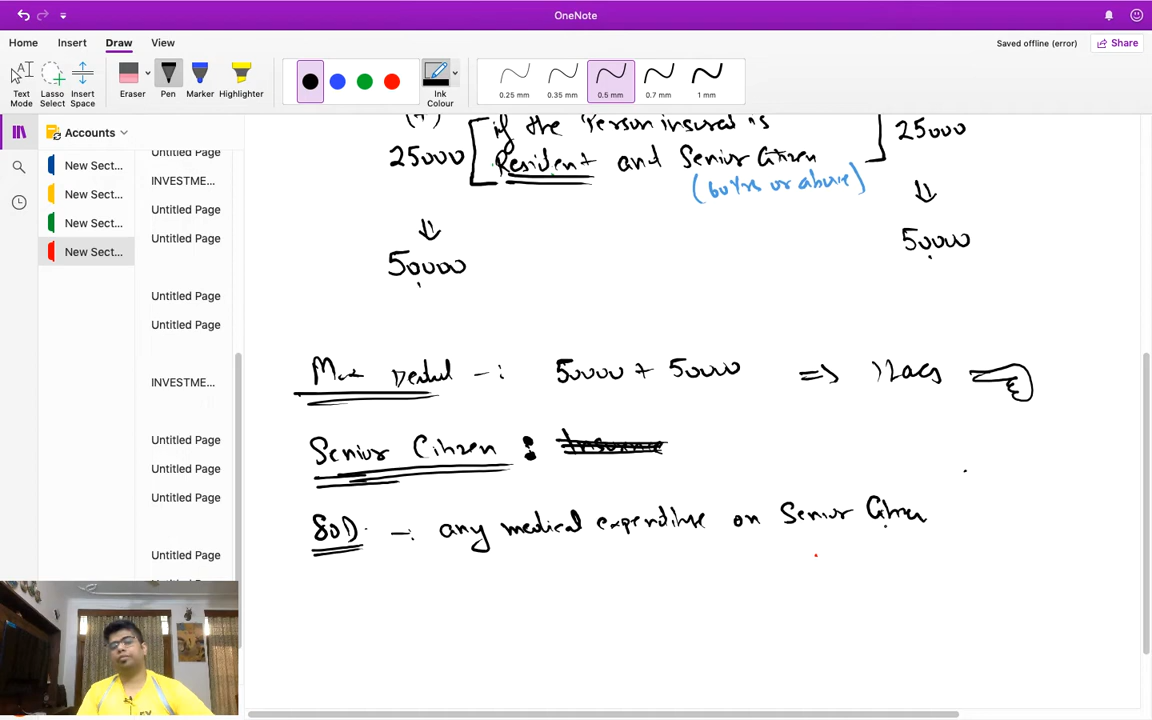 OneNote
Home Insert Draw View
Saved offline (error) Share
Text Mode
Lasso Select
Insert Space
Eraser
Pen
Marker
Highlighter
Ink Colour
0.25 mm 0.35 mm 0.5 mm 0.7 mm 1 mm
Accounts
New Sect...
New Sect...
New Sect...
New Sect...
Untitled Page
INVESTME...
Untitled Page
Untitled Page
Untitled Page
Untitled Page
INVESTME...
Untitled Page
Untitled Page
Untitled Page
Untitled Page
if the Person insured is 25000
25000 Resident and Senior Citizen
(60 yrs or above)
50000
50000
Max -: 50000 + 50000 => 1 Lacs
Senior Citizen :
80D -: any medical expenditure on Senior Citizen